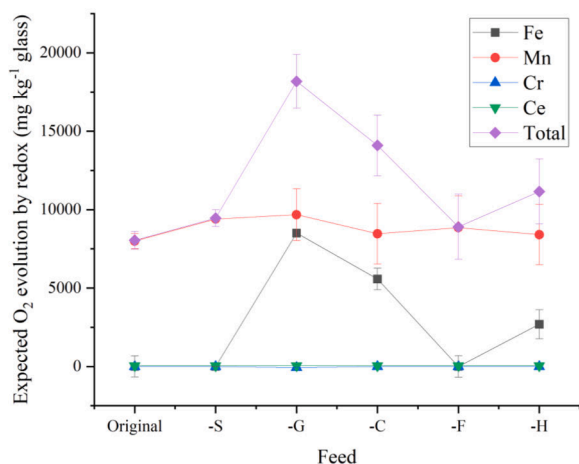 Expected O₂ evolution by redox (mg kg⁻¹ glass)
20000
15000
10000
5000
0
Fe
Mn
Cr
Ce
Total
Original -S -G -C -F -H
Feed